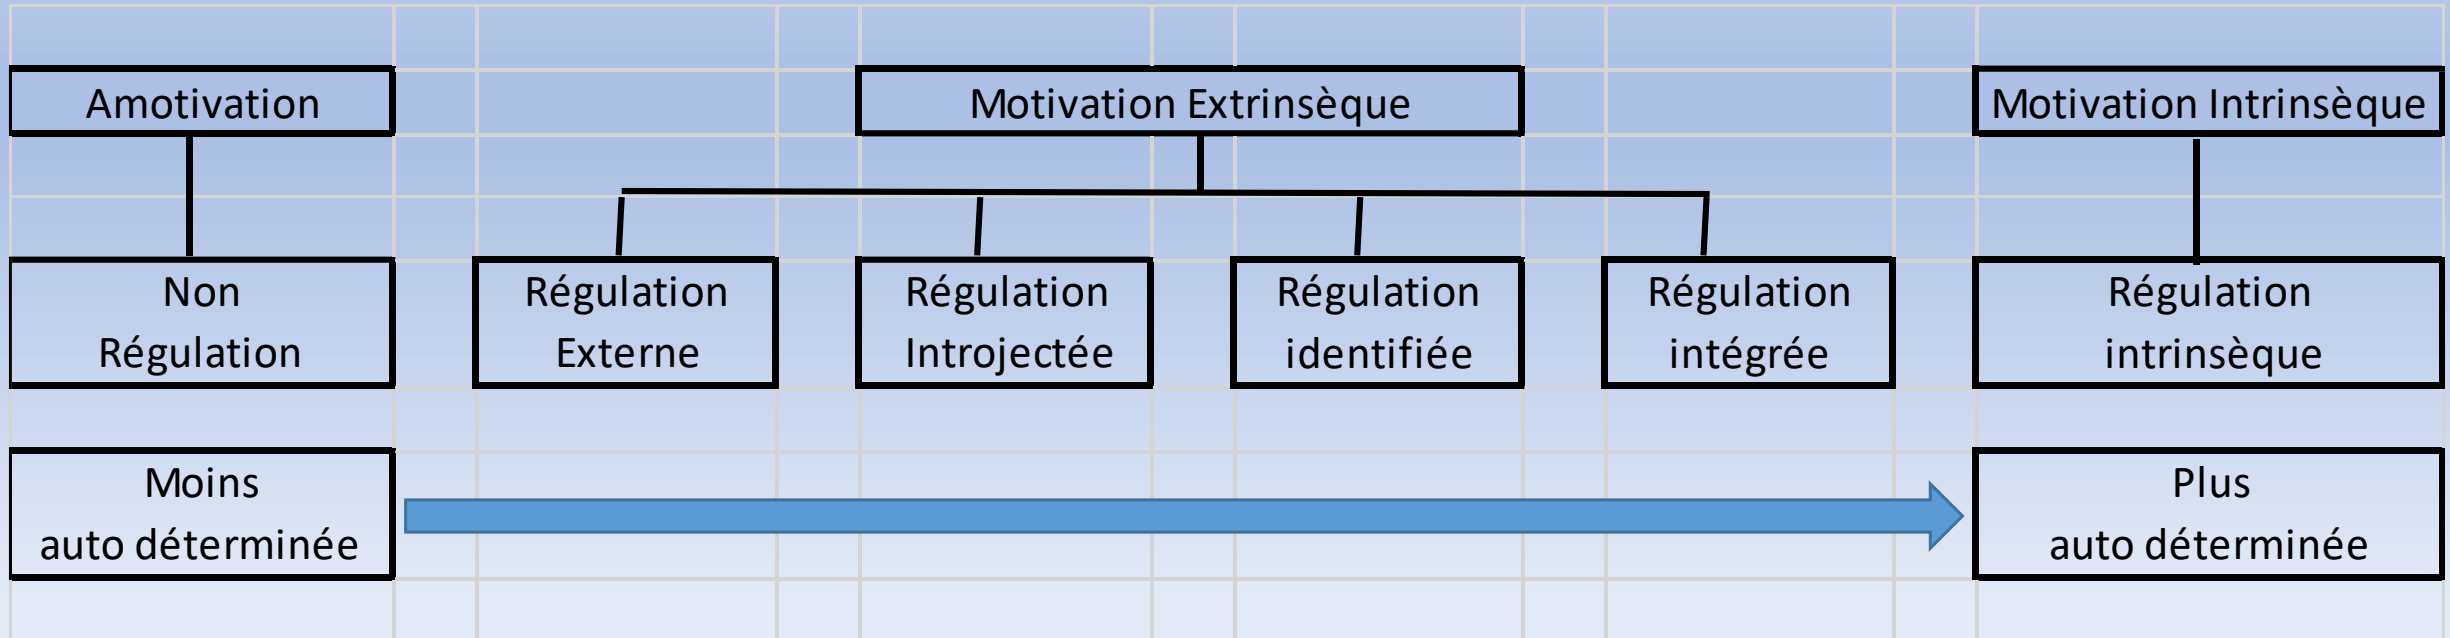 Amotivation
Motivation Extrinsèque
Motivation Intrinsèque
Non
Régulation
Régulation
Externe
Régulation
Introjectée
Régulation
identifiée
Régulation
intégrée
Régulation
intrinsèque
Moins
auto déterminée
Plus
auto déterminée